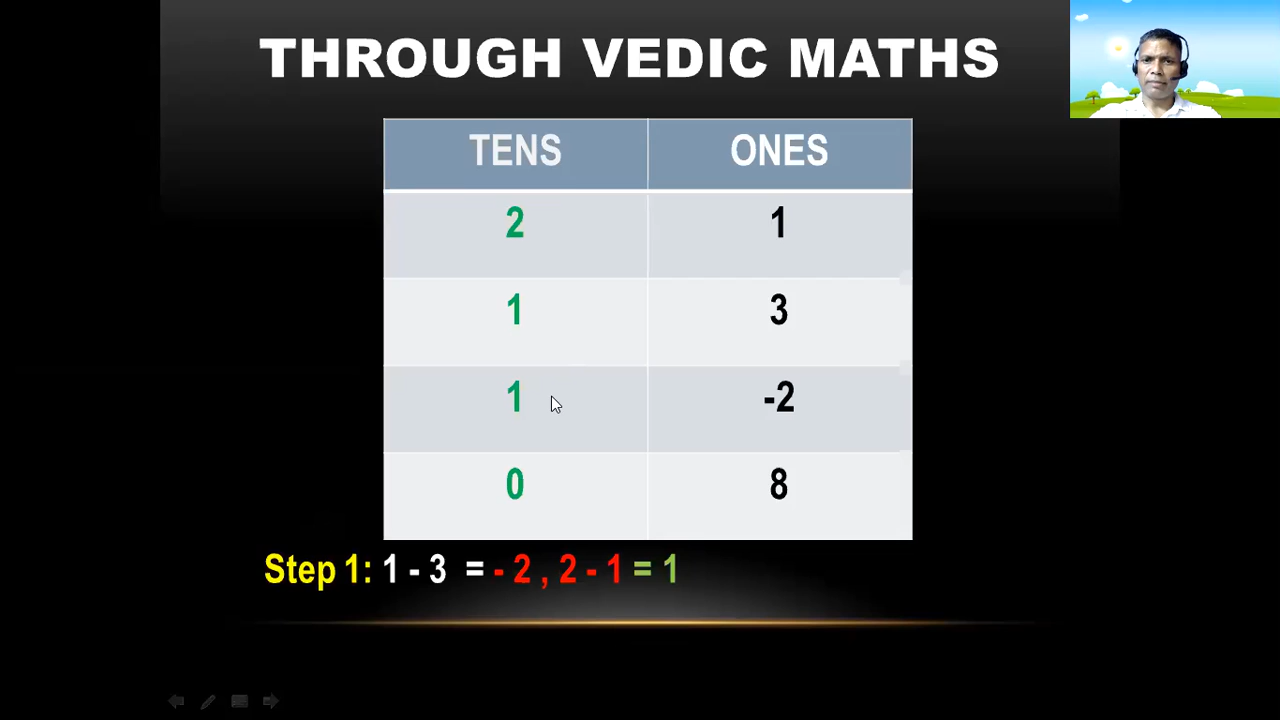 THROUGH VEDIC MATHS
TENS ONES
2 1
1 3
1 -2
0 8
Step 1: 1 - 3 = - 2 , 2 - 1 = 1